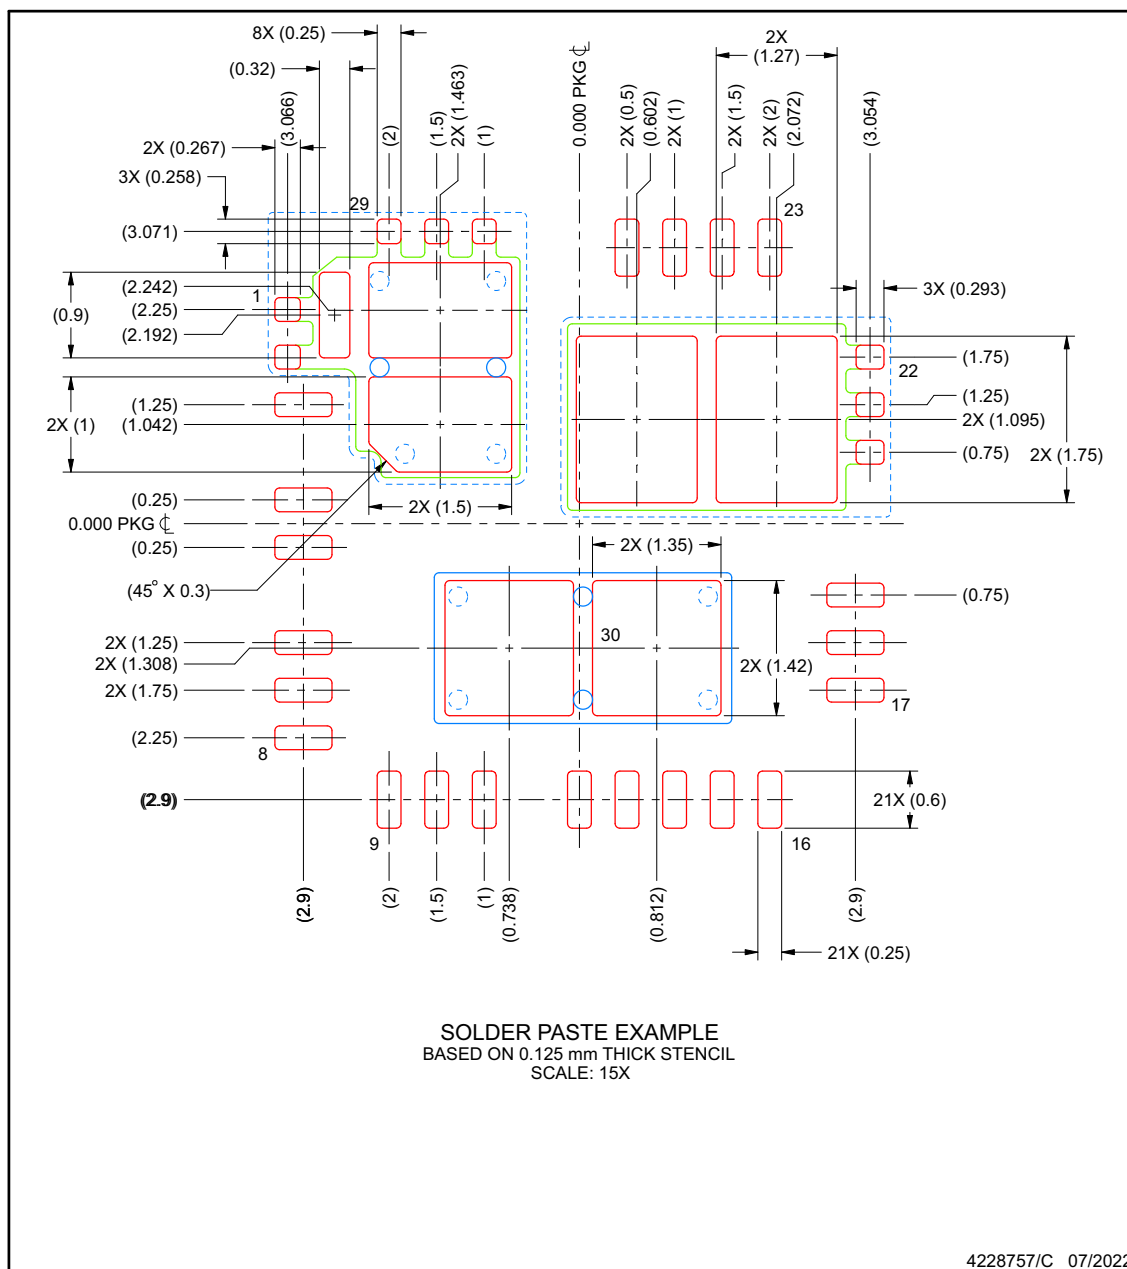 8X (0.25)
(0.32)
2X (0.267)
3X (0.258)
(3.071)
(3.066)
(2)
(1.5)
2X (1.463)
(1)
0.000 PKG ℄
2X (0.5)
(0.602)
2X (1)
2X
(1.27)
2X (1.5)
2X (2)
(2.072)
(3.054)
29
23
(2.242)
(2.25)
(2.192)
(0.9)
1
3X (0.293)
(1.75)
22
(1.25)
2X (1.095)
(0.75)
2X (1.75)
(1.25)
(1.042)
2X (1)
2X (1.5)
(0.25)
0.000 PKG ℄
(0.25)
(45° X 0.3)
2X (1.35)
30
2X (1.42)
(0.75)
17
2X (1.25)
2X (1.308)
2X (1.75)
(2.25)
8
(2.9)
9
16
21X (0.6)
(2.9)
(2)
(1.5)
(1)
(0.738)
(0.812)
(2.9)
21X (0.25)
SOLDER PASTE EXAMPLE
BASED ON 0.125 mm THICK STENCIL
SCALE: 15X
4228757/C 07/2022